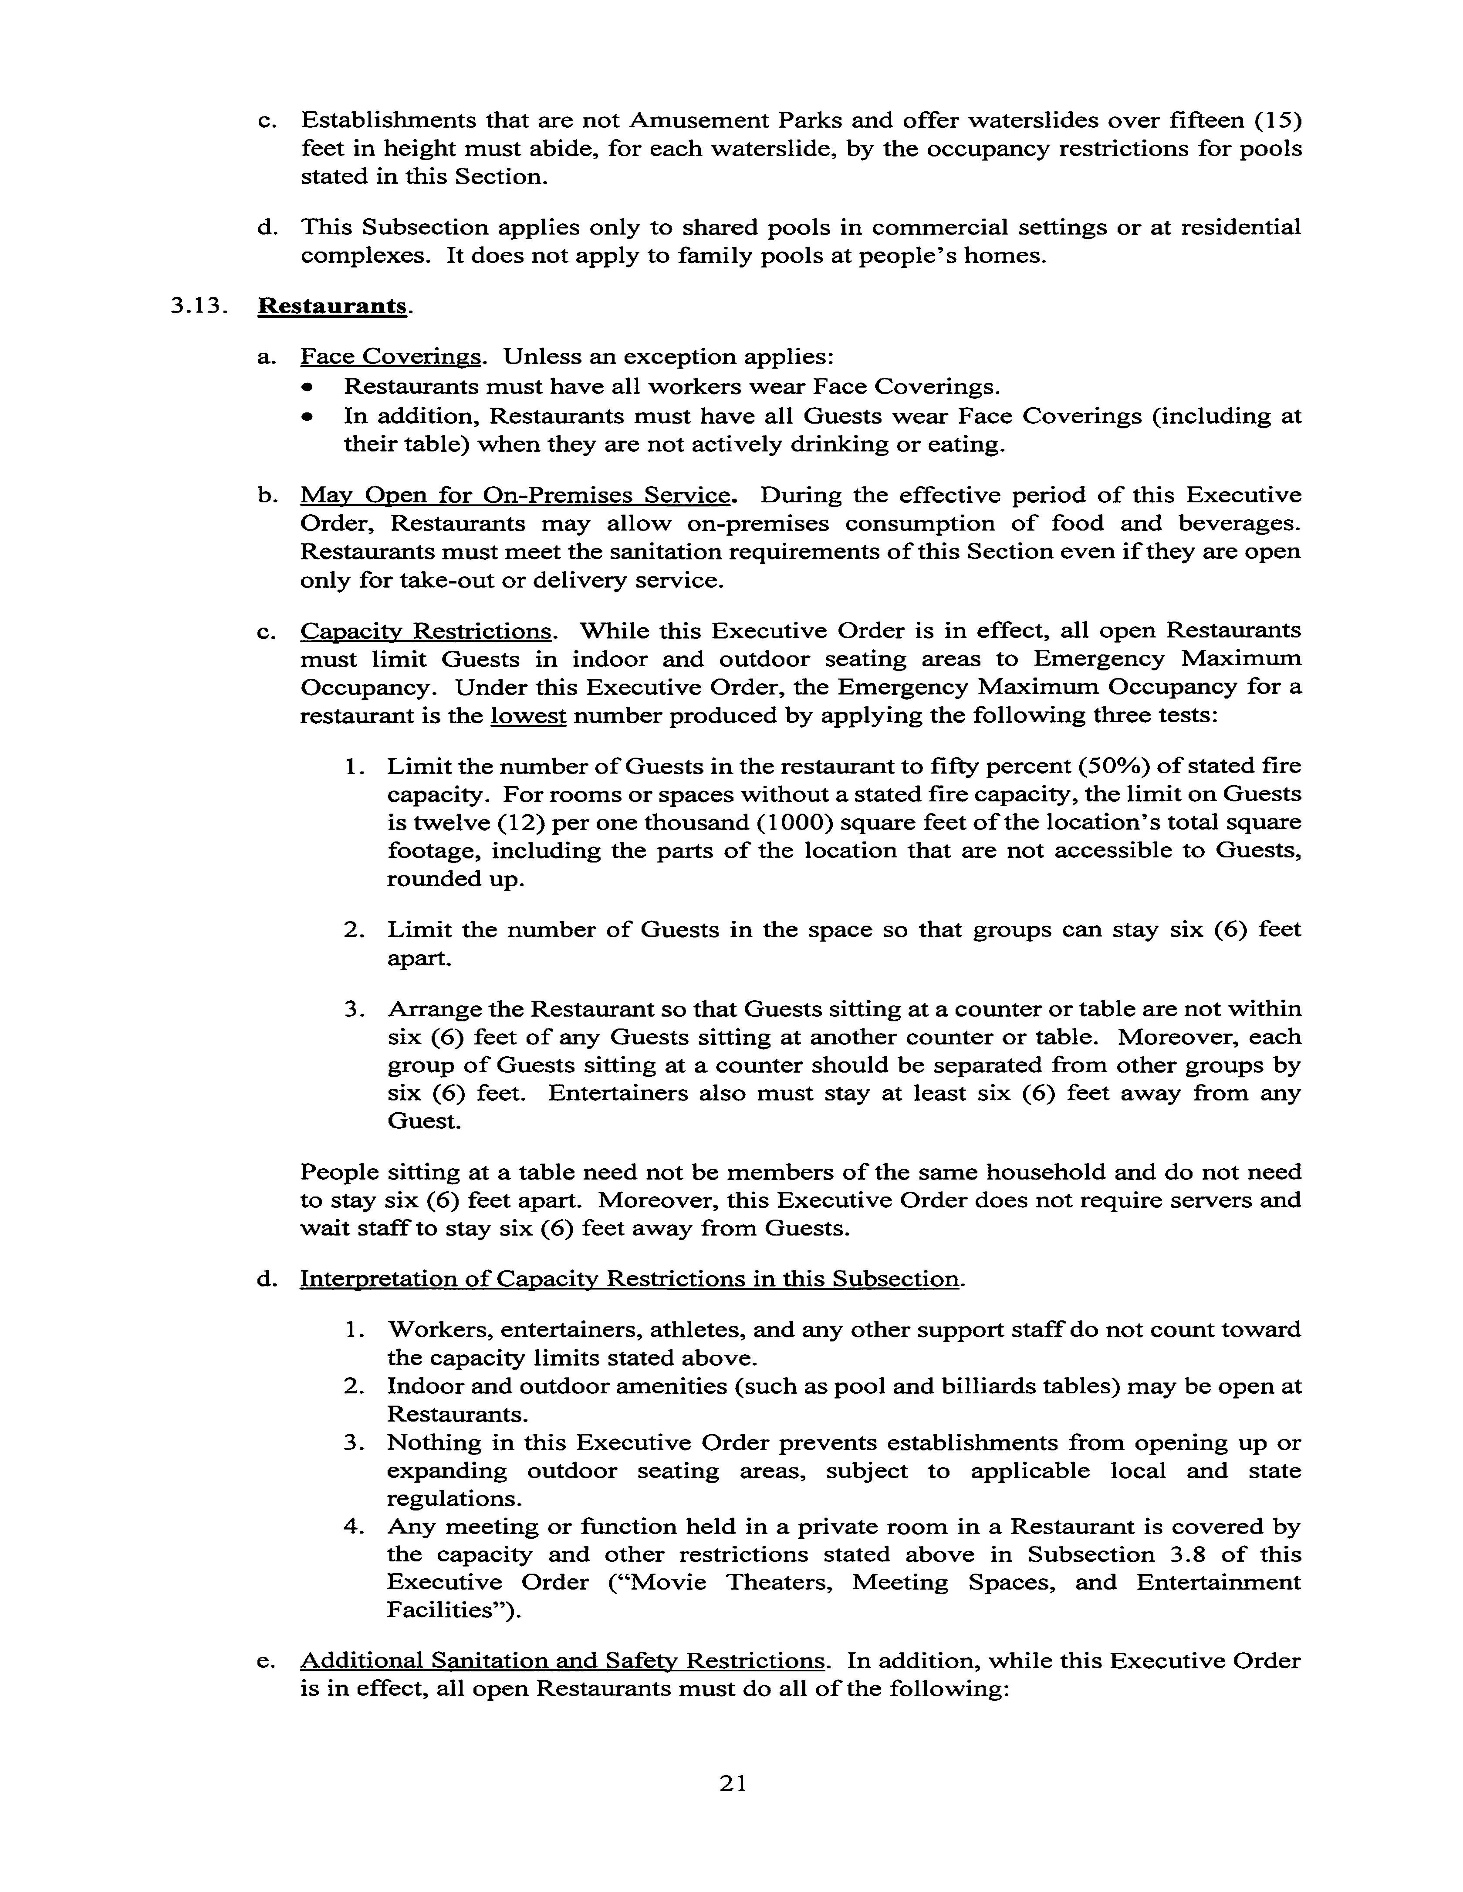 c. Establishments that are not Amusement Parks and offer waterslides over fifteen (15)
feet in height must abide, for each waterslide, by the occupancy restrictions for pools
stated in this Section.
d. This Subsection applies only to shared pools in commercial settings or at residential
complexes. It does not apply to family pools at people's homes.
3.13. Restaurants.
a. Face Coverings. Unless an exception applies:
• Restaurants must have all workers wear Face Coverings.
• In addition, Restaurants must have all Guests wear Face Coverings (including at
their table) when they are not actively drinking or eating.
b. May Open for On-Premises Service. During the effective period of this Executive
Order, Restaurants may allow on-premises consumption of food and beverages.
Restaurants must meet the sanitation requirements of this Section even if they are open
only for take-out or delivery service.
c. Capacity Restrictions. While this Executive Order is in effect, all open Restaurants
must limit Guests in indoor and outdoor seating areas to Emergency Maximum
Occupancy. Under this Executive Order, the Emergency Maximum Occupancy for a
restaurant is the lowest number produced by applying the following three tests:
1. Limit the number of Guests in the restaurant to fifty percent (50%) of stated fire
capacity. For rooms or spaces without a stated fire capacity, the limit on Guests
is twelve (12) per one thousand (1000) square feet of the location's total square
footage, including the parts of the location that are not accessible to Guests,
rounded up.
2. Limit the number of Guests in the space so that groups can stay six (6) feet
apart.
3. Arrange the Restaurant so that Guests sitting at a counter or table are not within
six (6) feet of any Guests sitting at another counter or table. Moreover, each
group of Guests sitting at a counter should be separated from other groups by
six (6) feet. Entertainers also must stay at least six (6) feet away from any
Guest.
People sitting at a table need not be members of the same household and do not need
to stay six (6) feet apart. Moreover, this Executive Order does not require servers and
wait staff to stay six (6) feet away from Guests.
d. Interpretation of Capacity Restrictions in this Subsection.
1. Workers, entertainers, athletes, and any other support staff do not count toward
the capacity limits stated above.
2. Indoor and outdoor amenities (such as pool and billiards tables) may be open at
Restaurants.
3. Nothing in this Executive Order prevents establishments from opening up or
expanding outdoor seating areas, subject to applicable local and state
regulations.
4. Any meeting or function held in a private room in a Restaurant is covered by
the capacity and other restrictions stated above in Subsection 3.8 of this
Executive Order (“Movie Theaters, Meeting Spaces, and Entertainment
Facilities”).
e. Additional Sanitation and Safety Restrictions. In addition, while this Executive Order
is in effect, all open Restaurants must do all of the following:
21